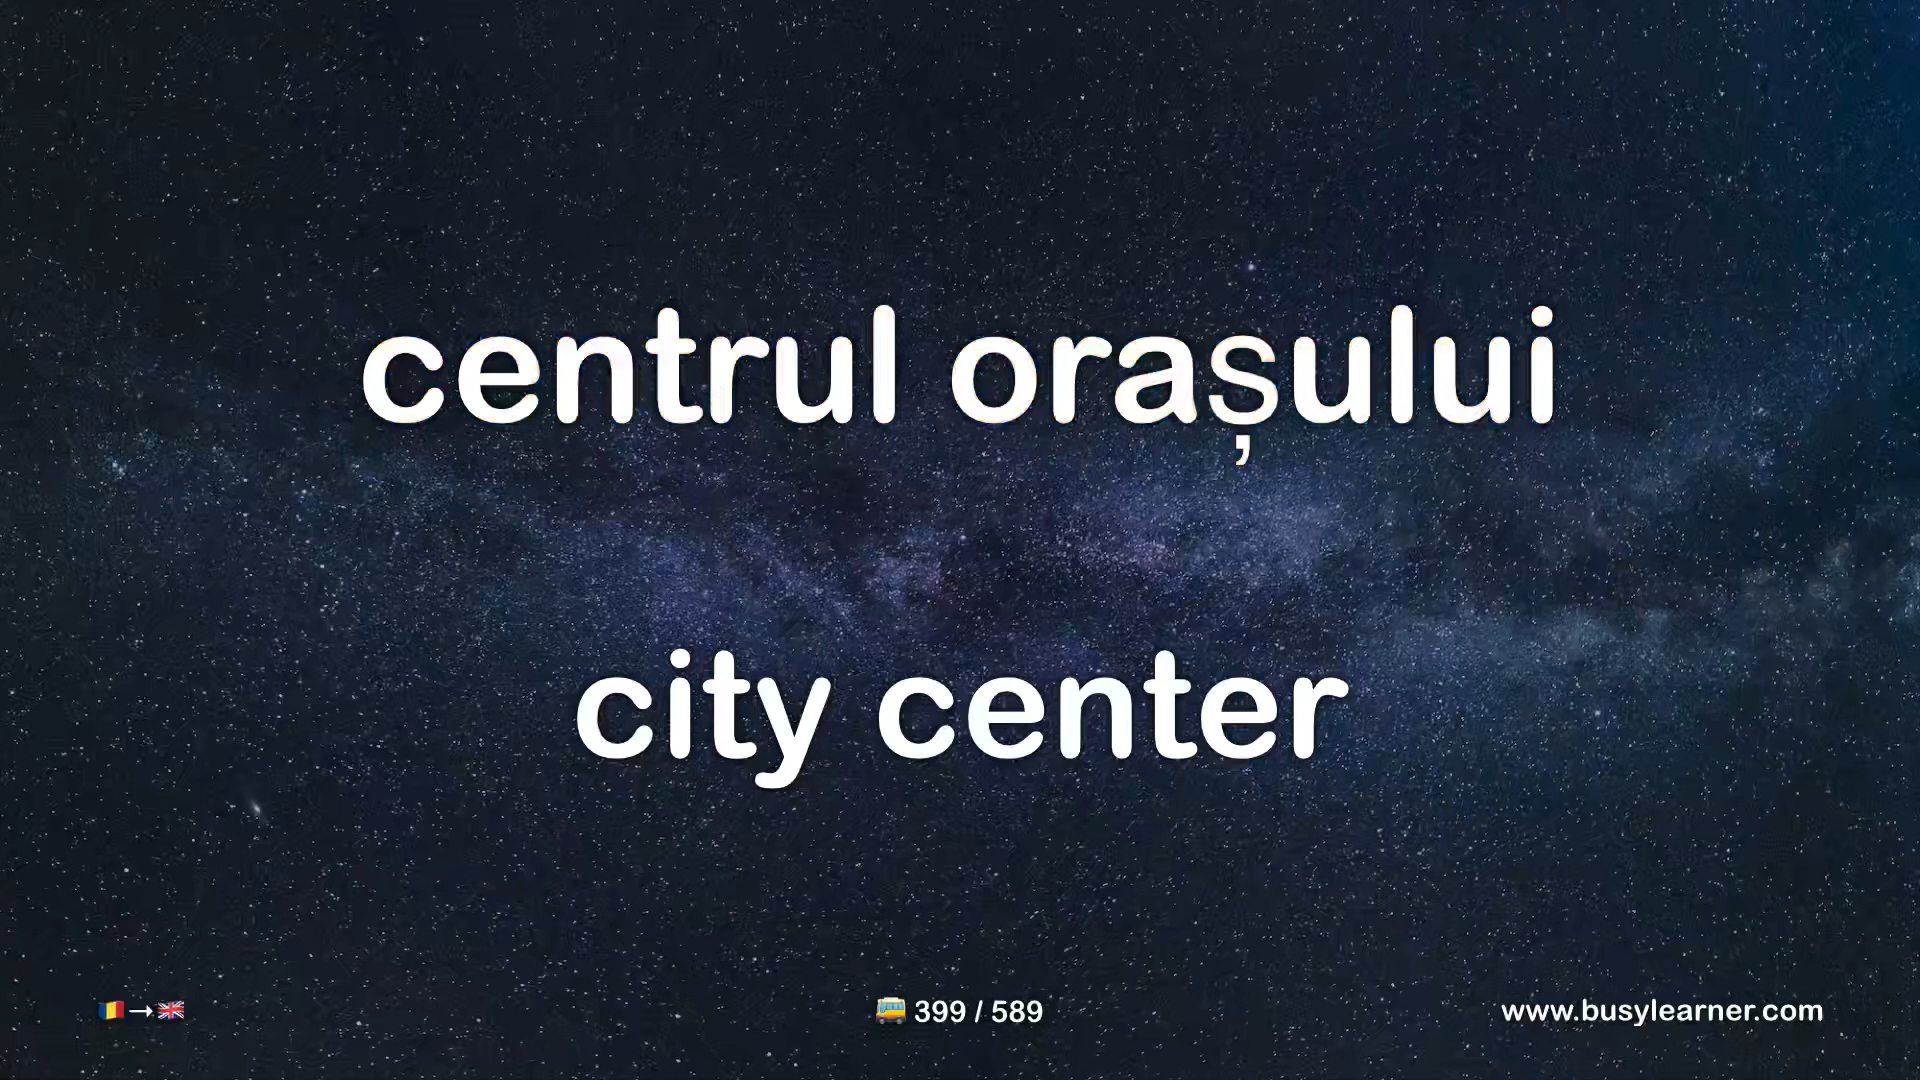 centrul orașului
city center
🇷🇴→🇬🇧
🚌 399 / 589
www.busylearner.com